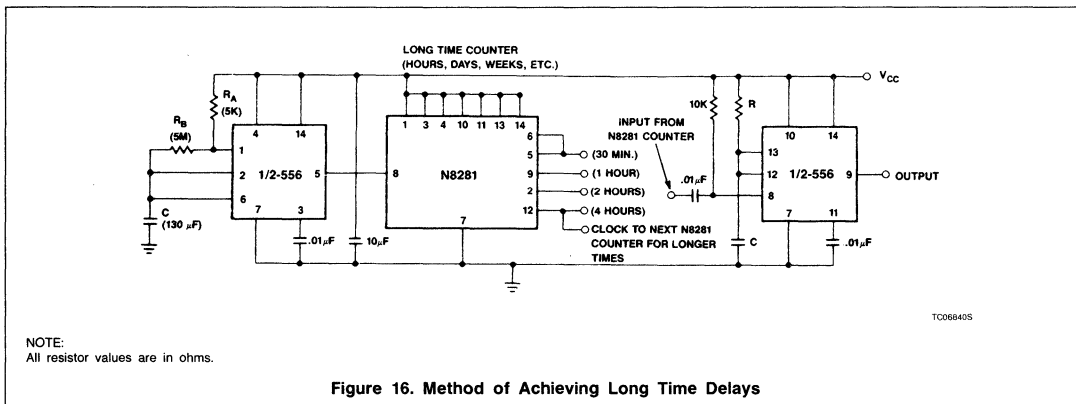 LONG TIME COUNTER
(HOURS, DAYS, WEEKS, ETC.)
VCC
RA
(5K)
RB
(5M)
10K
R
INPUT FROM
N8281 COUNTER
4
14
1
3
4
10
11
13
14
10
14
1
2
6
1/2-556
5
8
N8281
6
5
(30 MIN.)
9
(1 HOUR)
2
(2 HOURS)
12
(4 HOURS)
CLOCK TO NEXT N8281
COUNTER FOR LONGER
TIMES
.01µF
13
12
8
1/2-556
9
OUTPUT
7
3
7
7
11
C
(130 µF)
.01µF
10µF
C
.01µF
TC06840S
NOTE:
All resistor values are in ohms.
Figure 16. Method of Achieving Long Time Delays